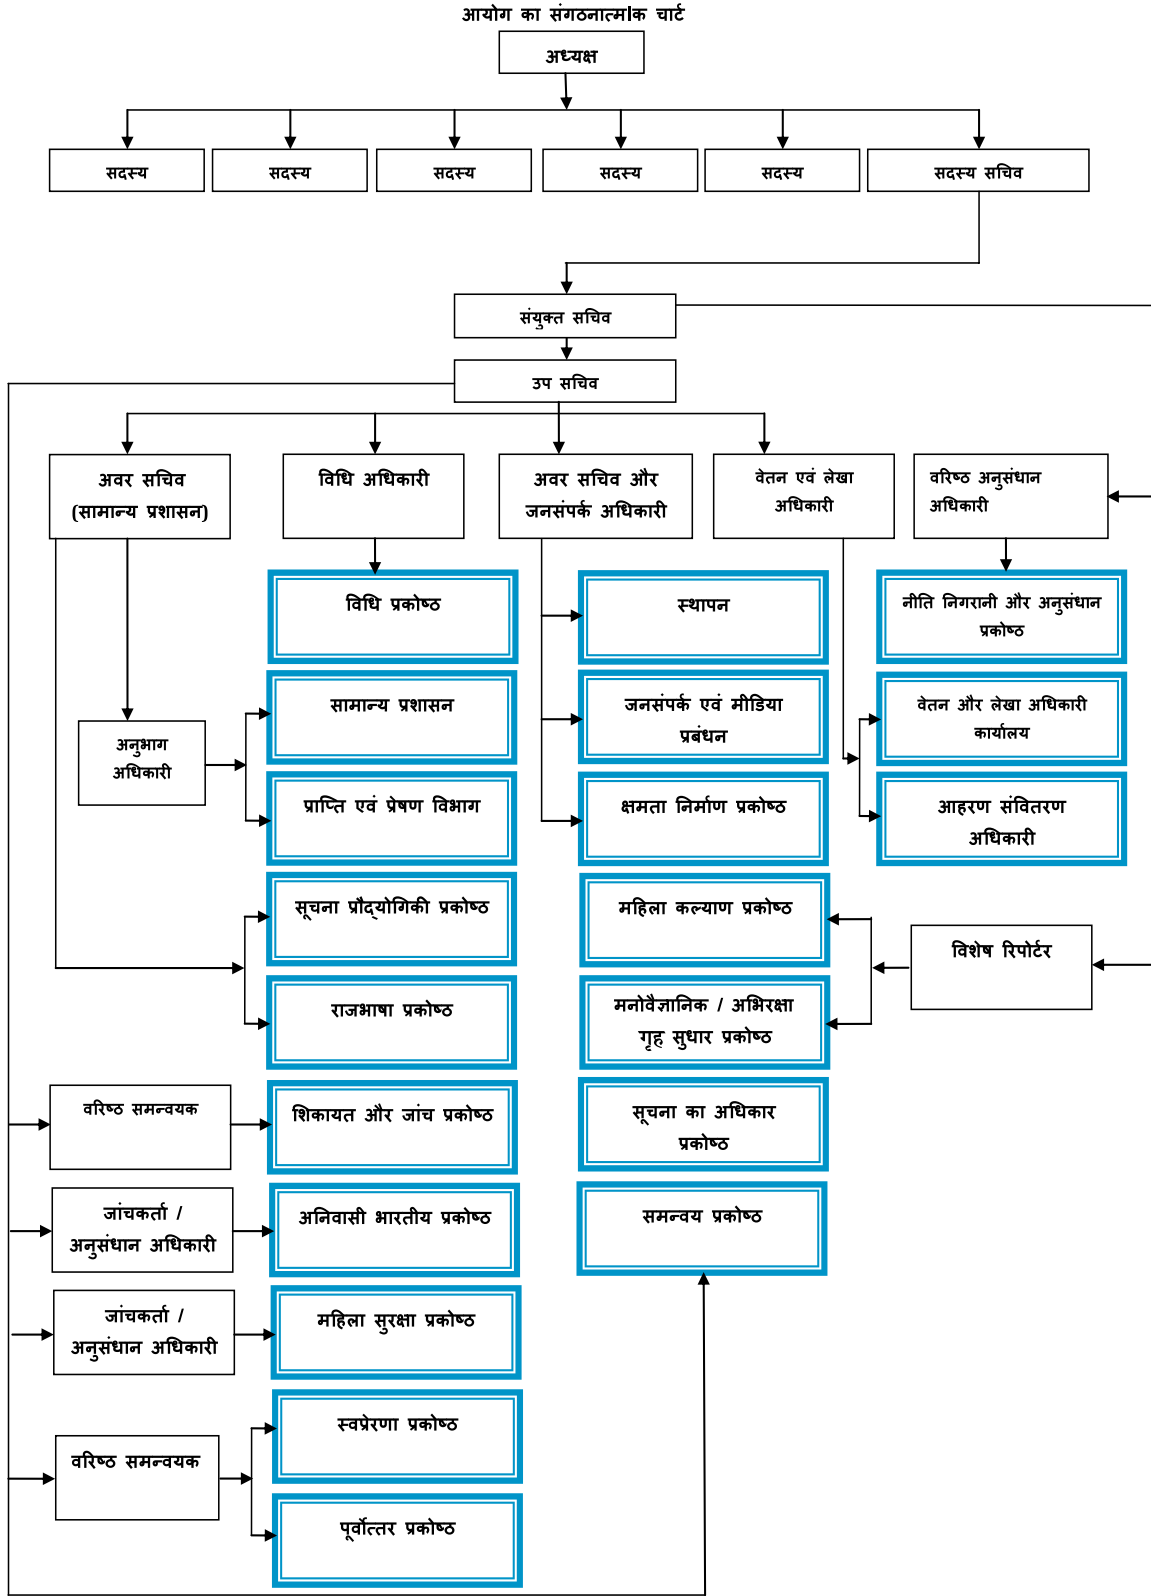 आयोग का संगठनात्मक चार्ट
अध्यक्ष
सदस्य
सदस्य
सदस्य
सदस्य
सदस्य
सदस्य सचिव
संयुक्त सचिव
उप सचिव
अवर सचिव
(सामान्य प्रशासन)
विधि अधिकारी
अवर सचिव और
जनसंपर्क अधिकारी
वेतन एवं लेखा
अधिकारी
वरिष्ठ अनुसंधान
अधिकारी
विधि प्रकोष्ठ
स्थापन
नीति निगरानी और अनुसंधान
प्रकोष्ठ
अनुभाग
अधिकारी
सामान्य प्रशासन
जनसंपर्क एवं मीडिया
प्रबंधन
वेतन और लेखा अधिकारी
कार्यालय
प्राप्ति एवं प्रेषण विभाग
क्षमता निर्माण प्रकोष्ठ
आहरण संवितरण
अधिकारी
सूचना प्रौद्योगिकी प्रकोष्ठ
महिला कल्याण प्रकोष्ठ
विशेष रिपोर्टर
राजभाषा प्रकोष्ठ
मनोवैज्ञानिक / अभिरक्षा
गृह सुधार प्रकोष्ठ
वरिष्ठ समन्वयक
शिकायत और जांच प्रकोष्ठ
सूचना का अधिकार
प्रकोष्ठ
जांचकर्ता /
अनुसंधान अधिकारी
अनिवासी भारतीय प्रकोष्ठ
समन्वय प्रकोष्ठ
जांचकर्ता /
अनुसंधान अधिकारी
महिला सुरक्षा प्रकोष्ठ
वरिष्ठ समन्वयक
स्वप्रेरणा प्रकोष्ठ
पूर्वोत्तर प्रकोष्ठ